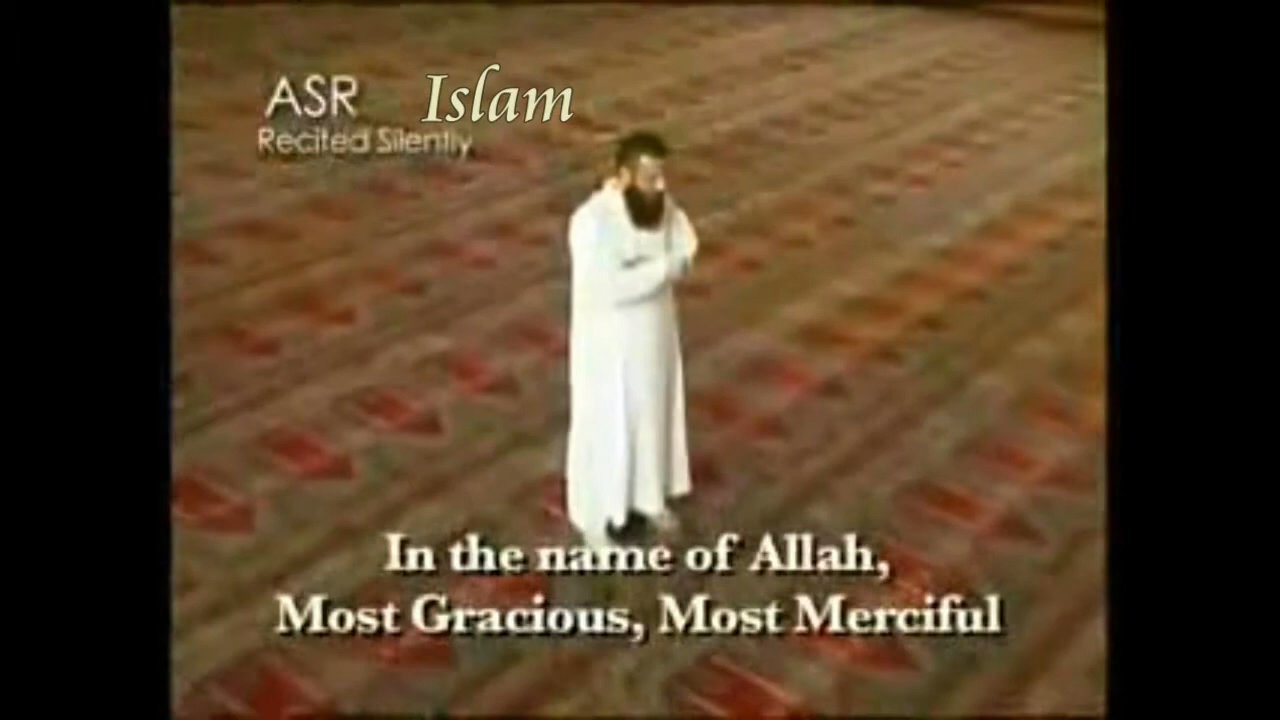 ASR Islam
Recited Silently
In the name of Allah,
Most Gracious, Most Merciful